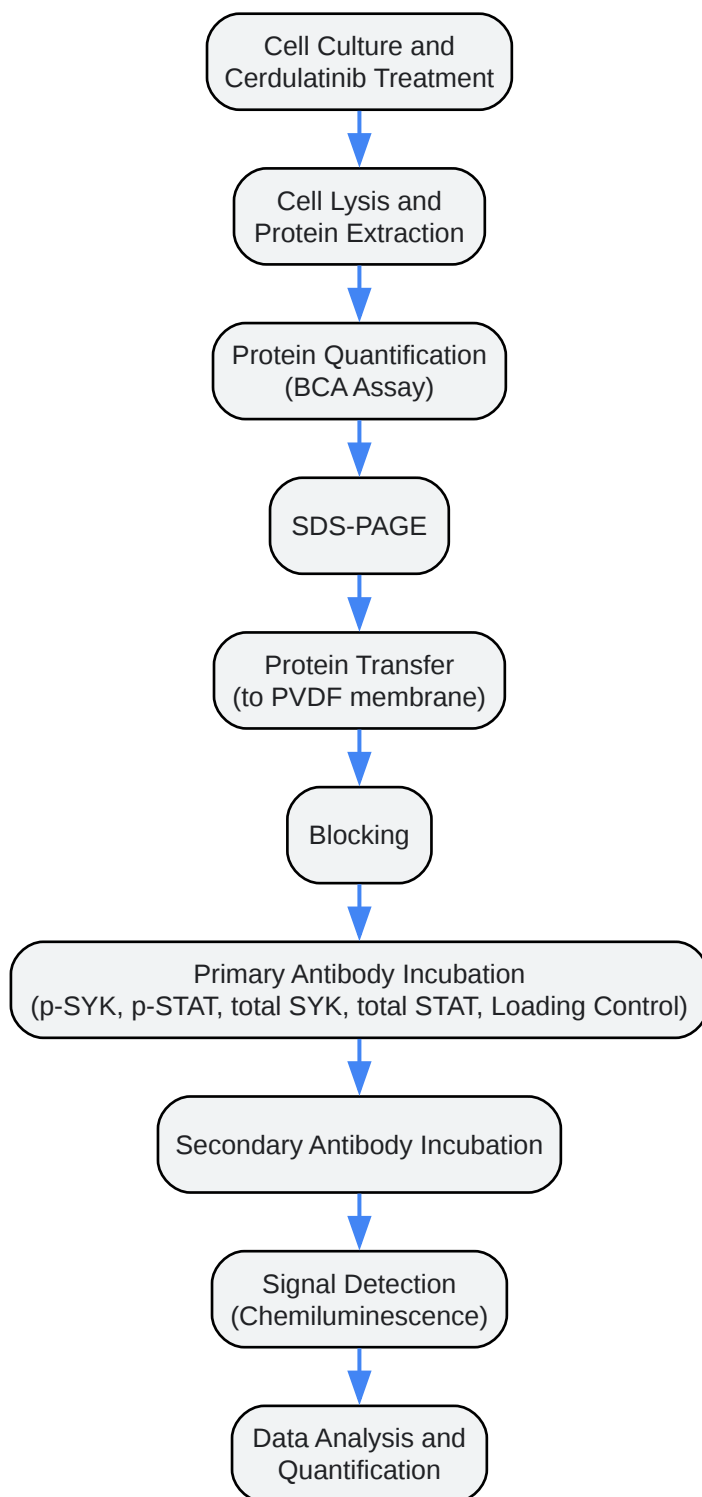 Cell Culture and
Cerdulatinib Treatment
Cell Lysis and
Protein Extraction
Protein Quantification
(BCA Assay)
SDS-PAGE
Protein Transfer
(to PVDF membrane)
Blocking
Primary Antibody Incubation
(p-SYK, p-STAT, total SYK, total STAT, Loading Control)
Secondary Antibody Incubation
Signal Detection
(Chemiluminescence)
Data Analysis and
Quantification